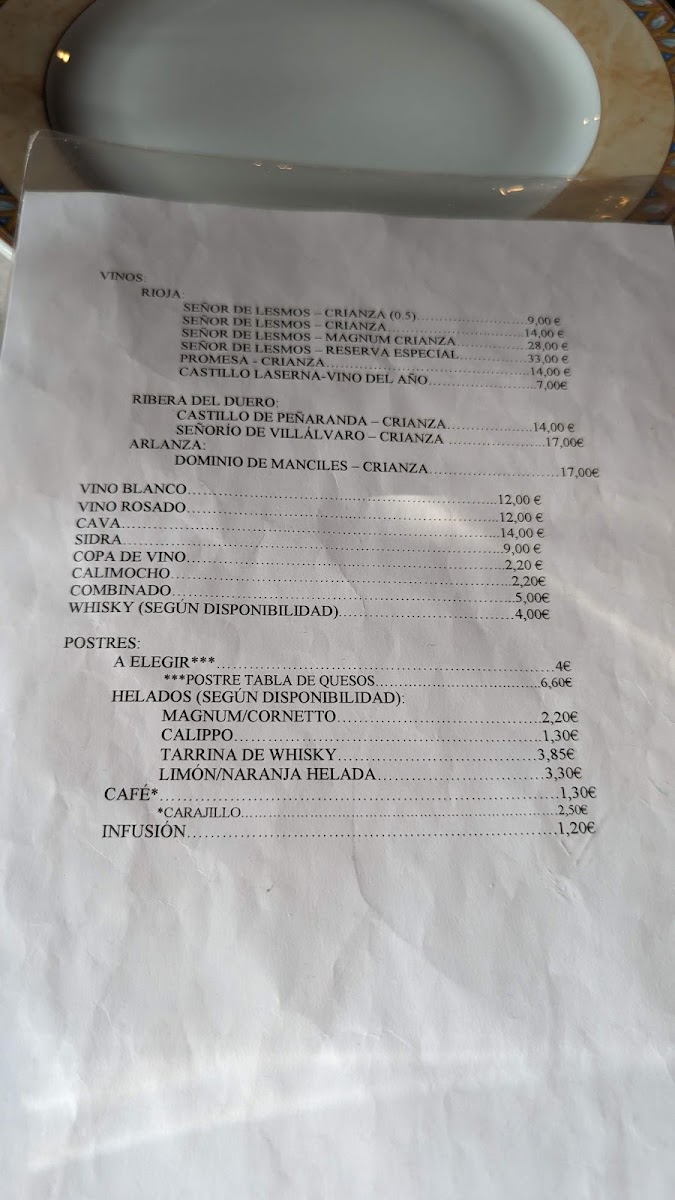 VINOS:
RIOJA:
SEÑOR DE LESMOS – CRIANZA (0.5)....................9,00 €
SEÑOR DE LESMOS – CRIANZA....................14,00 €
SEÑOR DE LESMOS – MAGNUM CRIANZA....................28,00 €
SEÑOR DE LESMOS – RESERVA ESPECIAL....................33,00 €
PROMESA - CRIANZA....................14,00 €
CASTILLO LASERNA-VINO DEL AÑO....................7,00€
RIBERA DEL DUERO:
CASTILLO DE PEÑARANDA – CRIANZA....................14,00 €
SEÑORÍO DE VILLÁLVARO – CRIANZA ....................17,00€
ARLANZA:
DOMINIO DE MANCILES – CRIANZA....................17,00€
VINO BLANCO....................12,00 €
VINO ROSADO....................12,00 €
CAVA....................14,00 €
SIDRA....................9,00 €
COPA DE VINO....................2,20 €
CALIMOCHO....................2,20€
COMBINADO....................5,00€
WHISKY (SEGÚN DISPONIBILIDAD)....................4,00€
POSTRES:
A ELEGIR***....................4€
***POSTRE TABLA DE QUESOS....................6,60€
HELADOS (SEGÚN DISPONIBILIDAD):
MAGNUM/CORNETTO....................2,20€
CALIPPO....................1,30€
TARRINA DE WHISKY....................3,85€
LIMÓN/NARANJA HELADA....................3,30€
CAFÉ*....................1,30€
*CARAJILLO....................2,50€
INFUSIÓN....................1,20€